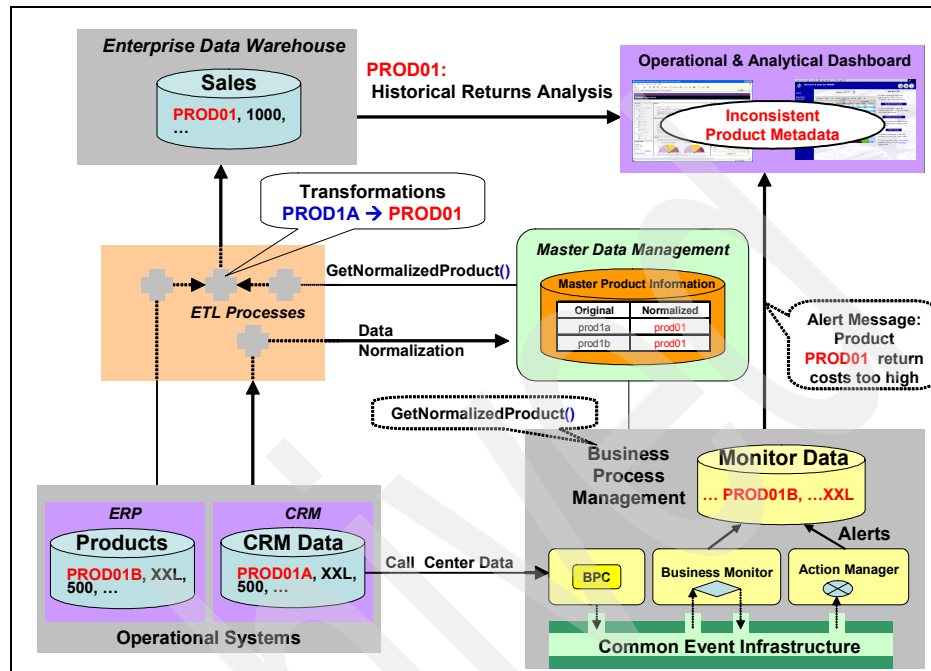 Enterprise Data Warehouse
Sales
PROD01, 1000,
...
PROD01:
Historical Returns Analysis
Operational & Analytical Dashboard
Inconsistent
Product Metadata
Transformations
PROD1A → PROD01
GetNormalizedProduct()
ETL Processes
Data
Normalization
Master Data Management
Master Product Information
Original Normalized
prod1a prod01
prod1b prod01
Alert Message:
Product
PROD01 return
costs too high
GetNormalizedProduct()
Business
Process
Management
Monitor Data
... PROD01B, ...XXL
Alerts
ERP
Products
PROD01B, XXL,
500, ...
CRM
CRM Data
PROD01A, XXL,
500, ...
Operational Systems
Call Center Data
BPC
Business Monitor
Action Manager
Common Event Infrastructure